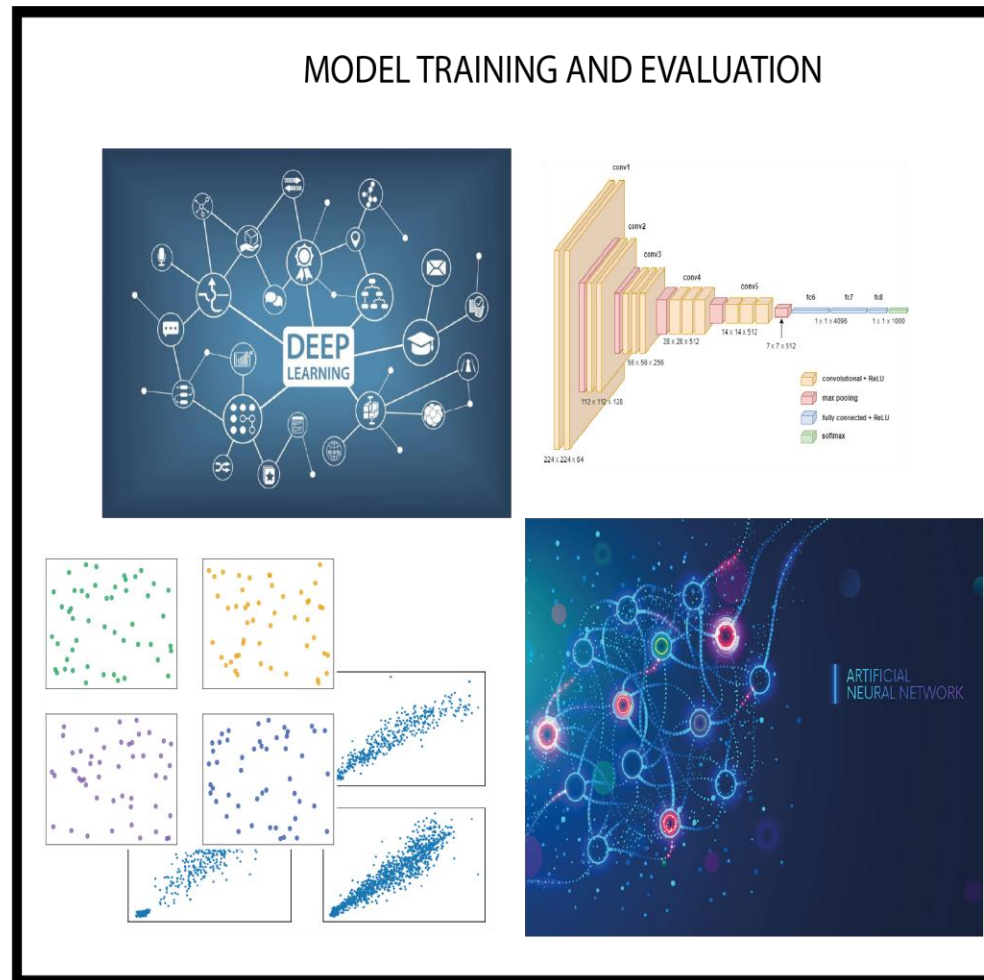 MODEL TRAINING AND EVALUATION
DEEP
LEARNING
conv1
conv2
conv3
conv4
conv5
fc6
fc7
fc8
1 x 1 x 4096
1 x 1 x 1000
14 x 14 x 512
28 x 28 x 512
7 x 7 x 512
56 x 56 x 256
112 x 112 x 128
224 x 224 x 64
convolutional + ReLU
max pooling
fully connected + ReLU
softmax
ARTIFICIAL
NEURAL NETWORK